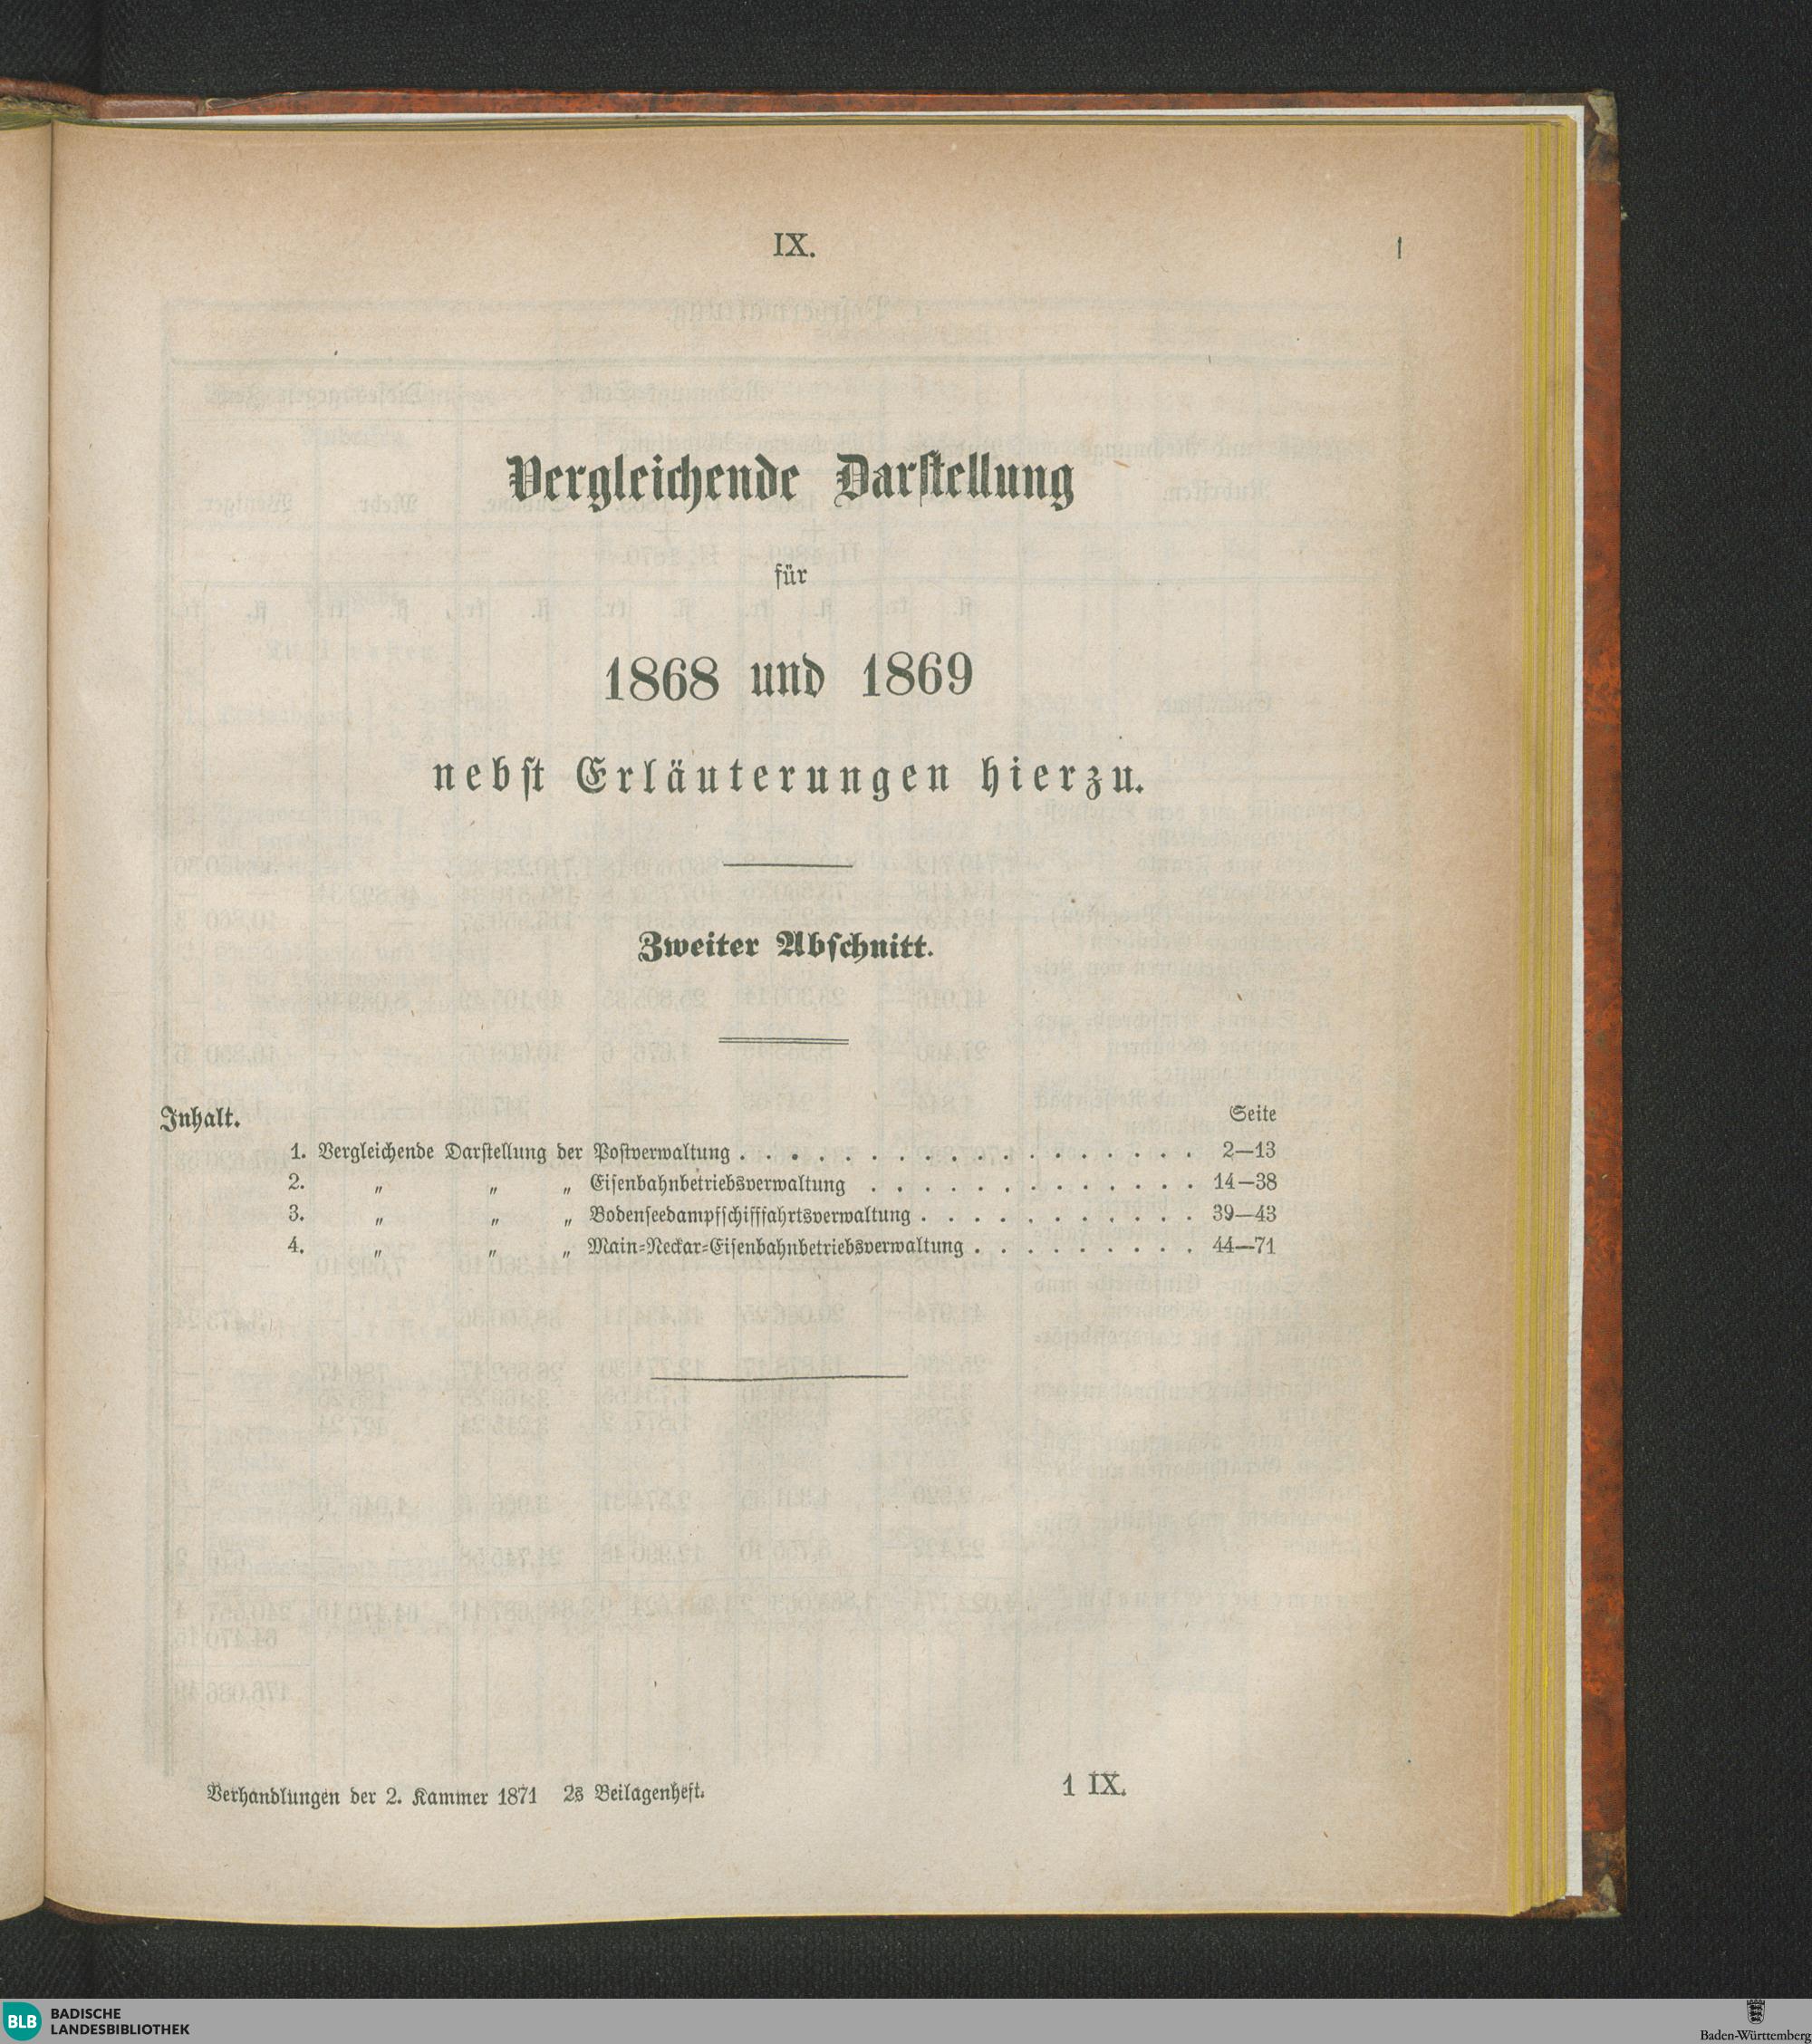 IX.
1
Vergleichende Darstellung
für
1868 und 1869
nebst Erläuterungen hierzu.
Zweiter Abschnitt.
Inhalt. Seite
1. Vergleichende Darstellung der Postverwaltung . . . . . . . . . . . . . . . . . . 2—13
2. „ „ „ Eisenbahnbetriebsverwaltung . . . . . . . . . . . . . 14—38
3. „ „ „ Bodenseedampfschifffahrtsverwaltung . . . . . . . . . . . 39—43
4. „ „ „ Main-Neckar-Eisenbahnbetriebsverwaltung . . . . . . . . . 44—71
Verhandlungen der 2. Kammer 1871 2s Beilagenheft. 1 IX.
BLB BADISCHE
LANDESBIBLIOTHEK
Baden-Württemberg